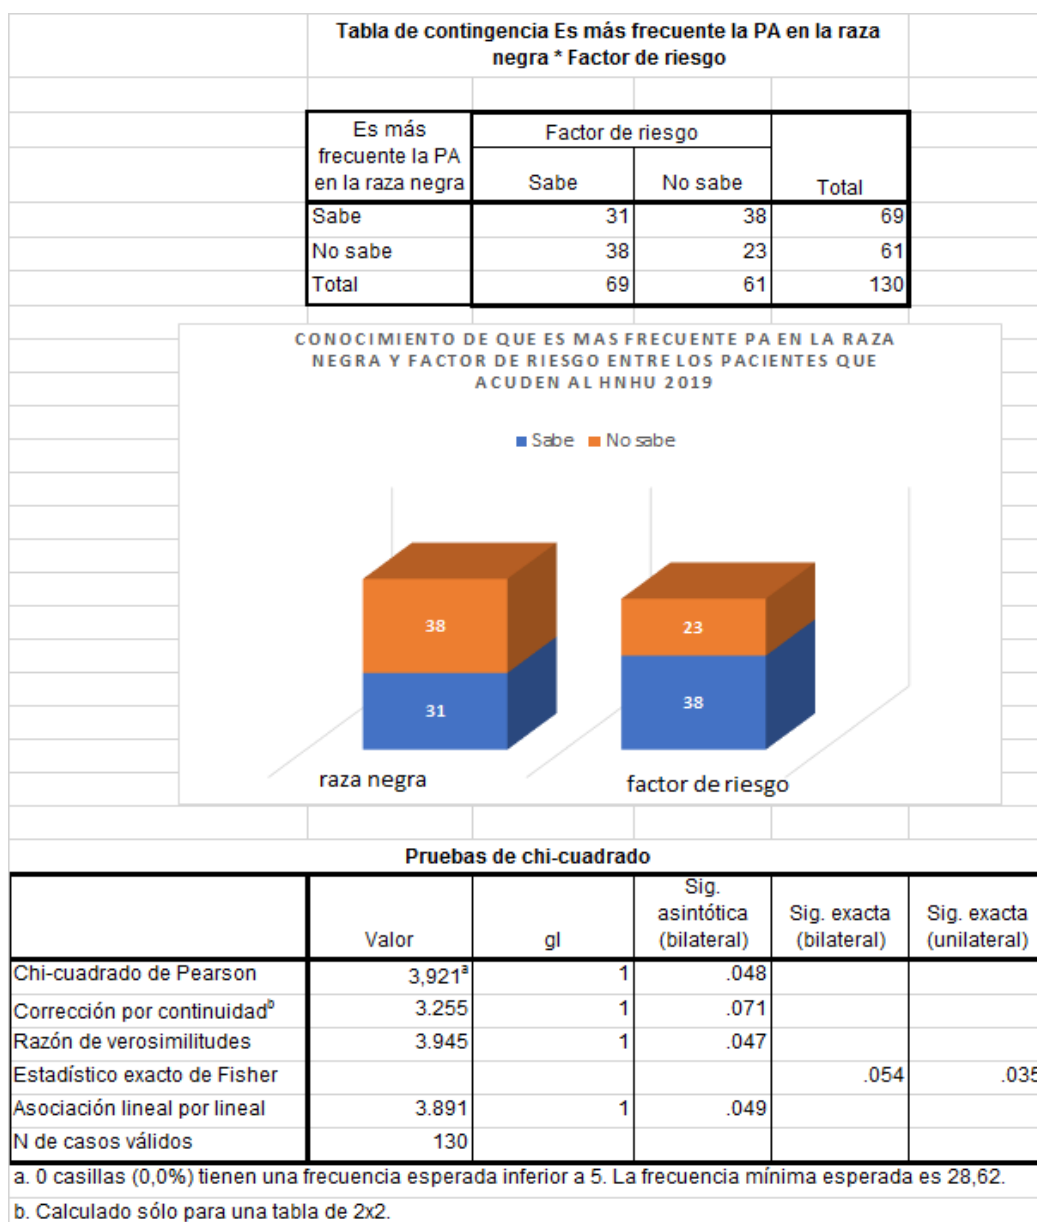 Tabla de contingencia Es más frecuente la PA en la raza
negra * Factor de riesgo
Es más
frecuente la PA
en la raza negra
Factor de riesgo
Sabe No sabe Total
Sabe 31 38 69
No sabe 38 23 61
Total 69 61 130
CONOCIMIENTO DE QUE ES MAS FRECUENTE PA EN LA RAZA
NEGRA Y FACTOR DE RIESGO ENTRE LOS PACIENTES QUE
ACUDEN AL HNHU 2019
Sabe No sabe
38 23
31 38
raza negra factor de riesgo
Pruebas de chi-cuadrado
Valor gl Sig. asintótica (bilateral) Sig. exacta (bilateral) Sig. exacta (unilateral)
Chi-cuadrado de Pearson 3,921ª 1 .048
Corrección por continuidadᵇ 3.255 1 .071
Razón de verosimilitudes 3.945 1 .047
Estadístico exacto de Fisher .054 .035
Asociación lineal por lineal 3.891 1 .049
N de casos válidos 130
a. 0 casillas (0,0%) tienen una frecuencia esperada inferior a 5. La frecuencia mínima esperada es 28,62.
b. Calculado sólo para una tabla de 2x2.